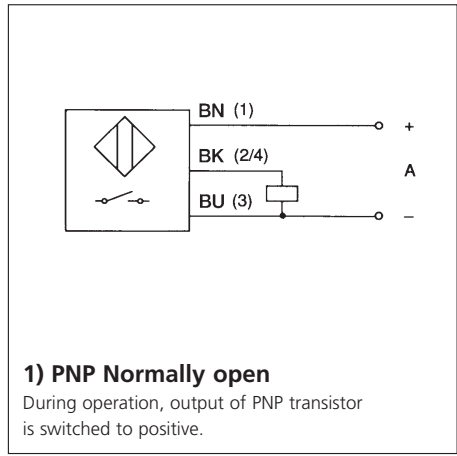 BN (1)
+
BK (2/4)
A
BU (3)
–
1) PNP Normally open
During operation, output of PNP transistor
is switched to positive.